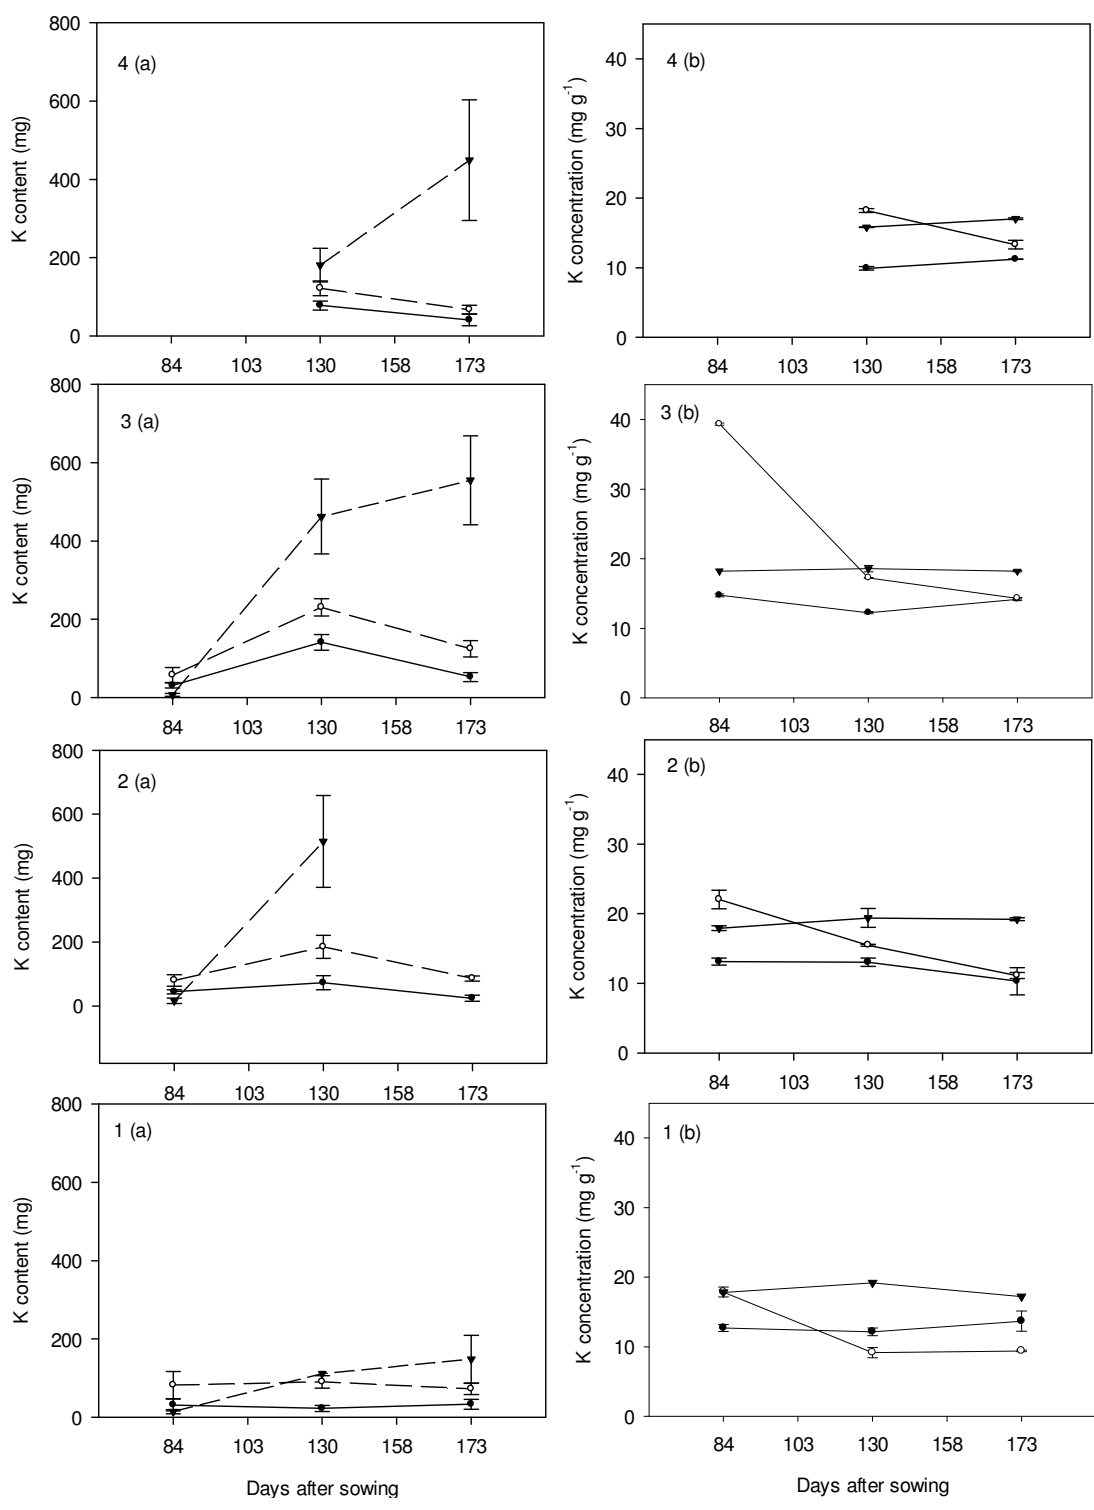 800
600
400
200
0
K content (mg)
4 (a)
84 103 130 158 173
40
30
20
10
0
K concentration (mg g-1)
4 (b)
84 103 130 158 173
800
600
400
200
0
K content (mg)
3 (a)
84 103 130 158 173
40
30
20
10
0
K concentration (mg g-1)
3 (b)
84 103 130 158 173
800
600
400
200
0
K content (mg)
2 (a)
84 103 130 158 173
40
30
20
10
0
K concentration (mg g-1)
2 (b)
84 103 130 158 173
800
600
400
200
0
K content (mg)
1 (a)
84 103 130 158 173
Days after sowing
40
30
20
10
0
K concentration (mg g-1)
1 (b)
84 103 130 158 173
Days after sowing